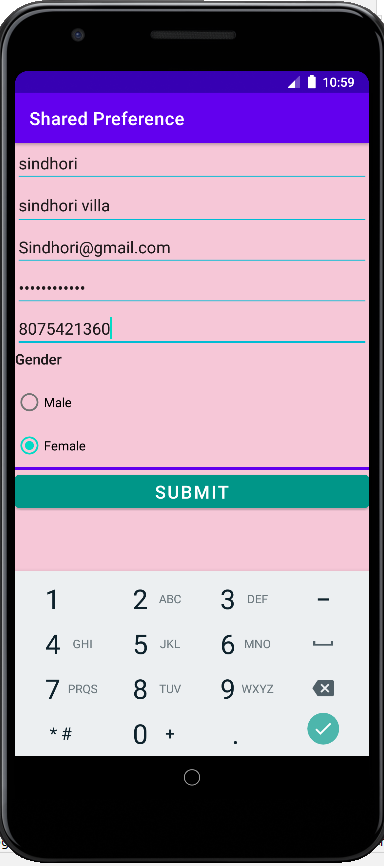 10:59
Shared Preference
sindhori
sindhori villa
Sindhori@gmail.com
••••••••••••
8075421360
Gender
Male
Female
SUBMIT
1 2 ABC 3 DEF –
4 GHI 5 JKL 6 MNO
7 PRQS 8 TUV 9 WXYZ
* # 0 + .